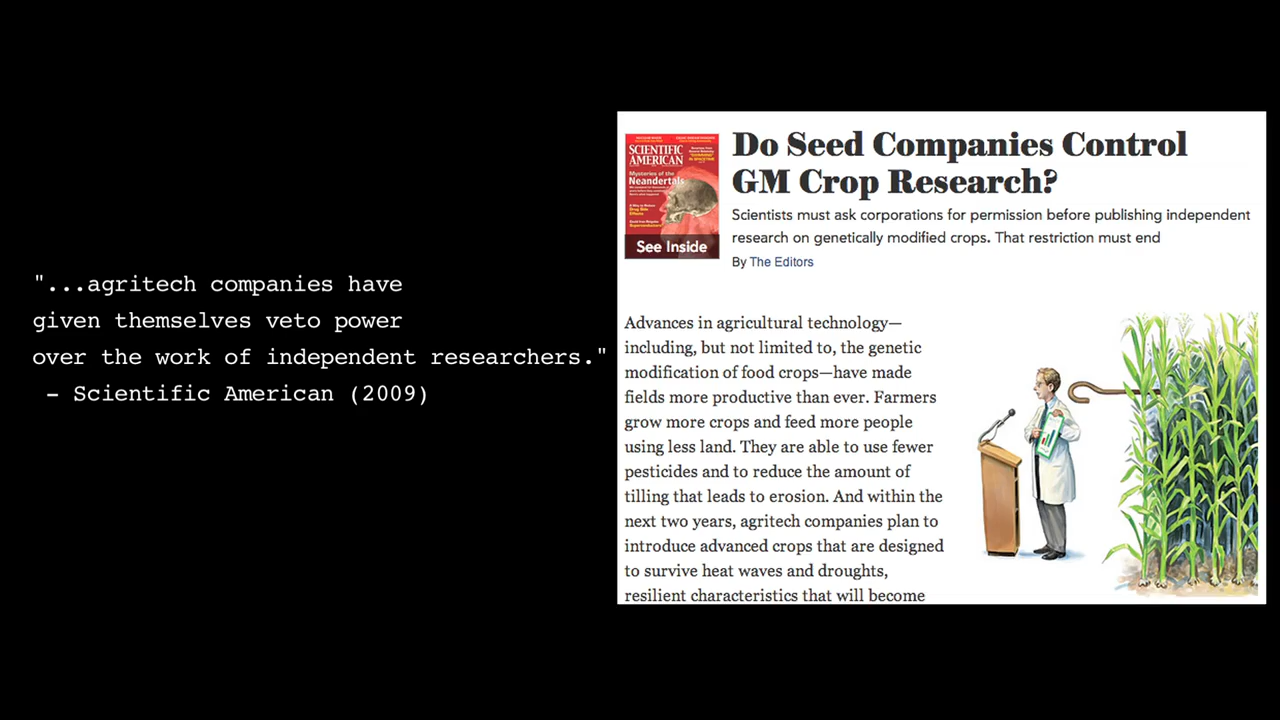 "...agritech companies have
given themselves veto power
over the work of independent researchers."
– Scientific American (2009)
SCIENTIFIC
AMERICAN
Mysteries of the
Neandertals
See Inside
Do Seed Companies Control
GM Crop Research?
Scientists must ask corporations for permission before publishing independent
research on genetically modified crops. That restriction must end
By The Editors
Advances in agricultural technology—
including, but not limited to, the genetic
modification of food crops—have made
fields more productive than ever. Farmers
grow more crops and feed more people
using less land. They are able to use fewer
pesticides and to reduce the amount of
tilling that leads to erosion. And within the
next two years, agritech companies plan to
introduce advanced crops that are designed
to survive heat waves and droughts,
resilient characteristics that will become